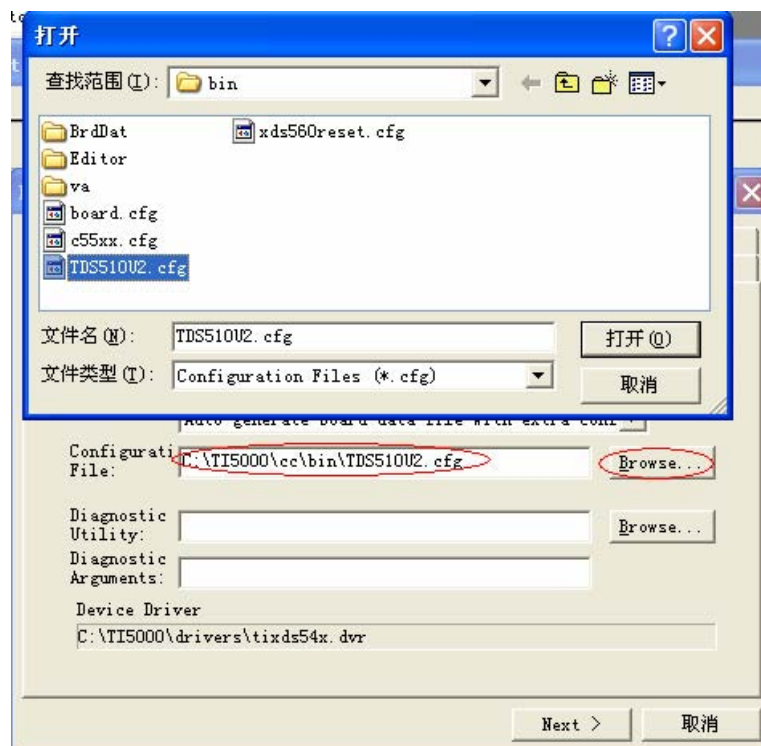 打开
查找范围(I):
bin
BrdDat
xds560reset.cfg
Editor
va
board.cfg
c55xx.cfg
TDS510U2.cfg
文件名(N):
TDS510U2.cfg
打开(O)
文件类型(T):
Configuration Files (*.cfg)
取消
Auto generate board data file with extra conf
Configurati
File:
C:\TI5000\cc\bin\TDS510U2.cfg
Browse...
Diagnostic
Utility:
Browse...
Diagnostic
Arguments:
Device Driver
C:\TI5000\drivers\tixds54x.dvr
Next >
取消